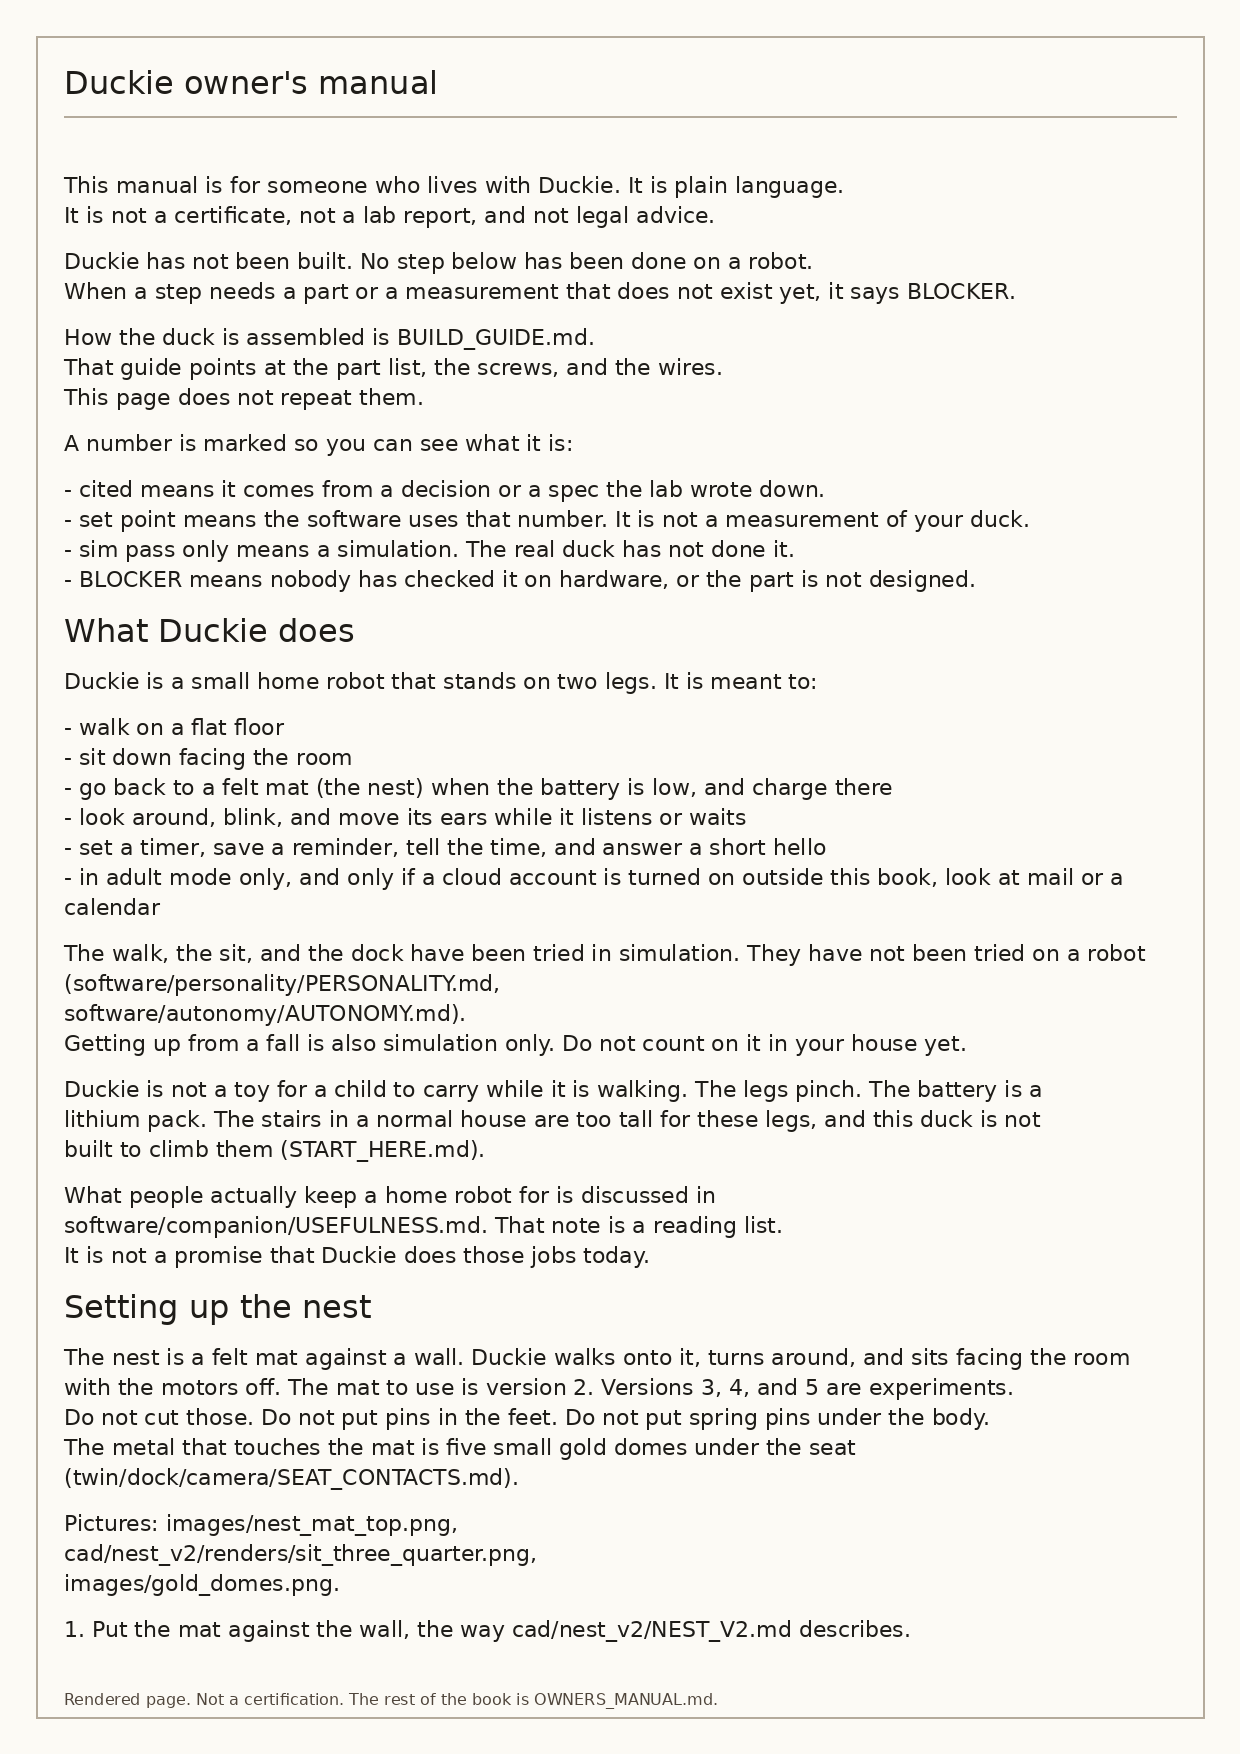 Duckie owner's manual
This manual is for someone who lives with Duckie. It is plain language.
It is not a certificate, not a lab report, and not legal advice.
Duckie has not been built. No step below has been done on a robot.
When a step needs a part or a measurement that does not exist yet, it says BLOCKER.
How the duck is assembled is BUILD_GUIDE.md.
That guide points at the part list, the screws, and the wires.
This page does not repeat them.
A number is marked so you can see what it is:
- cited means it comes from a decision or a spec the lab wrote down.
- set point means the software uses that number. It is not a measurement of your duck.
- sim pass only means a simulation. The real duck has not done it.
- BLOCKER means nobody has checked it on hardware, or the part is not designed.
What Duckie does
Duckie is a small home robot that stands on two legs. It is meant to:
- walk on a flat floor
- sit down facing the room
- go back to a felt mat (the nest) when the battery is low, and charge there
- look around, blink, and move its ears while it listens or waits
- set a timer, save a reminder, tell the time, and answer a short hello
- in adult mode only, and only if a cloud account is turned on outside this book, look at mail or a
calendar
The walk, the sit, and the dock have been tried in simulation. They have not been tried on a robot
(software/personality/PERSONALITY.md,
software/autonomy/AUTONOMY.md).
Getting up from a fall is also simulation only. Do not count on it in your house yet.
Duckie is not a toy for a child to carry while it is walking. The legs pinch. The battery is a
lithium pack. The stairs in a normal house are too tall for these legs, and this duck is not
built to climb them (START_HERE.md).
What people actually keep a home robot for is discussed in
software/companion/USEFULNESS.md. That note is a reading list.
It is not a promise that Duckie does those jobs today.
Setting up the nest
The nest is a felt mat against a wall. Duckie walks onto it, turns around, and sits facing the room
with the motors off. The mat to use is version 2. Versions 3, 4, and 5 are experiments.
Do not cut those. Do not put pins in the feet. Do not put spring pins under the body.
The metal that touches the mat is five small gold domes under the seat
(twin/dock/camera/SEAT_CONTACTS.md).
Pictures: images/nest_mat_top.png,
cad/nest_v2/renders/sit_three_quarter.png,
images/gold_domes.png.
1. Put the mat against the wall, the way cad/nest_v2/NEST_V2.md describes.
Rendered page. Not a certification. The rest of the book is OWNERS_MANUAL.md.